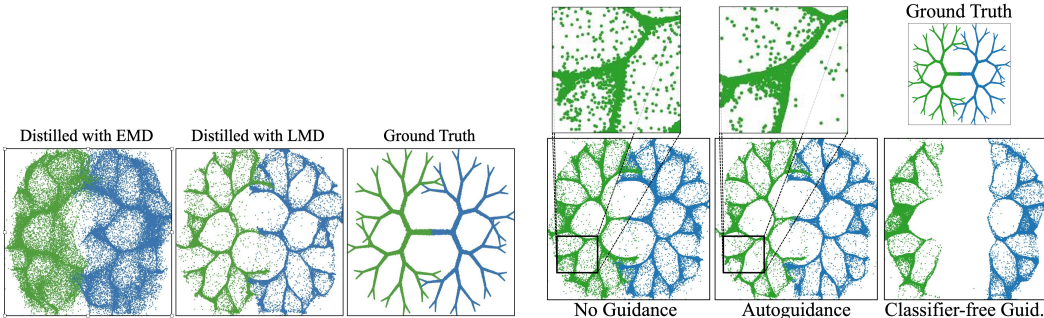 Ground Truth
Distilled with EMD
Distilled with LMD
Ground Truth
No Guidance
Autoguidance
Classifier-free Guid.